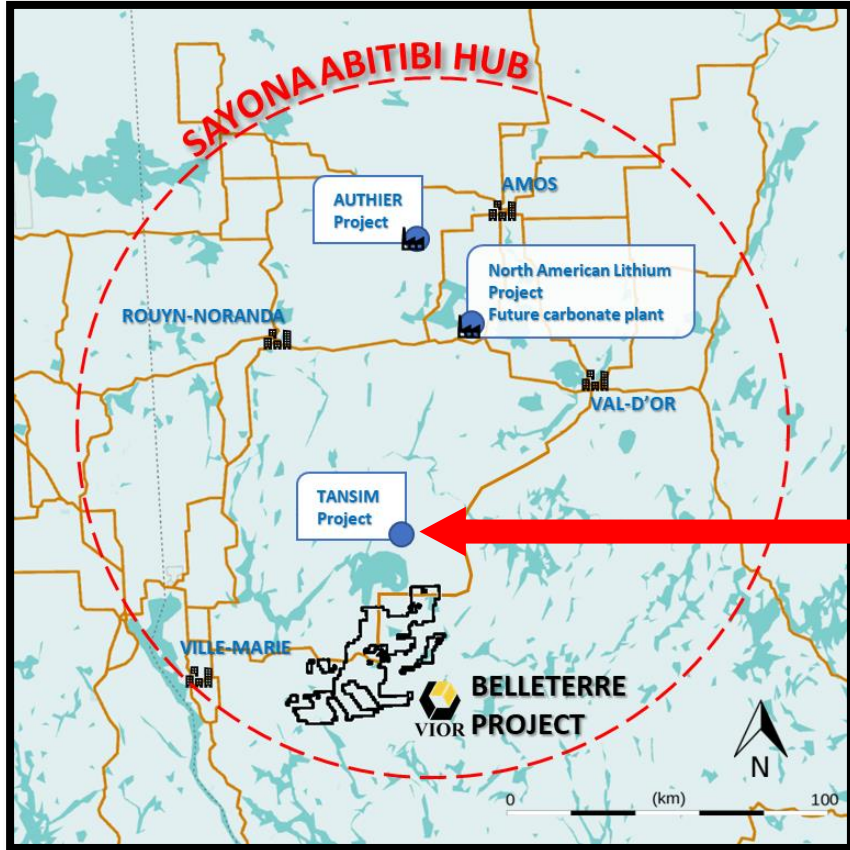 SAYONA ABITIBI HUB
AMOS
AUTHIER
Project
North American Lithium
Project
Future carbonate plant
ROUYN-NORANDA
VAL-D'OR
TANSIM
Project
VILLE-MARIE
BELLETERRE
PROJECT
VIOR
N
0 (km) 100